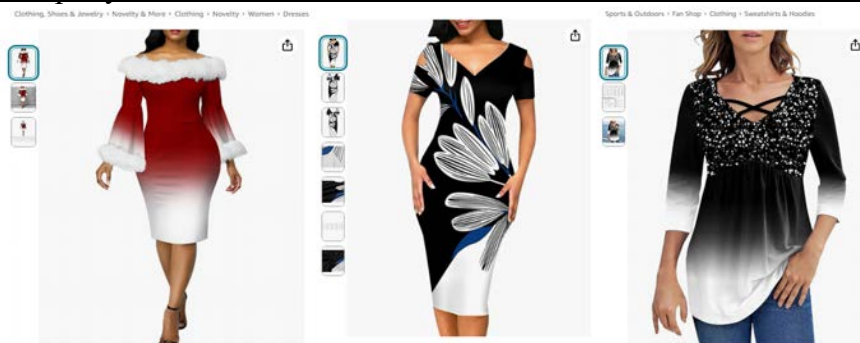 Clothing, Shoes & Jewelry › Novelty & More › Clothing › Novelty › Women › Dresses
Sports & Outdoors › Fan Shop › Clothing › Sweatshirts & Hoodies